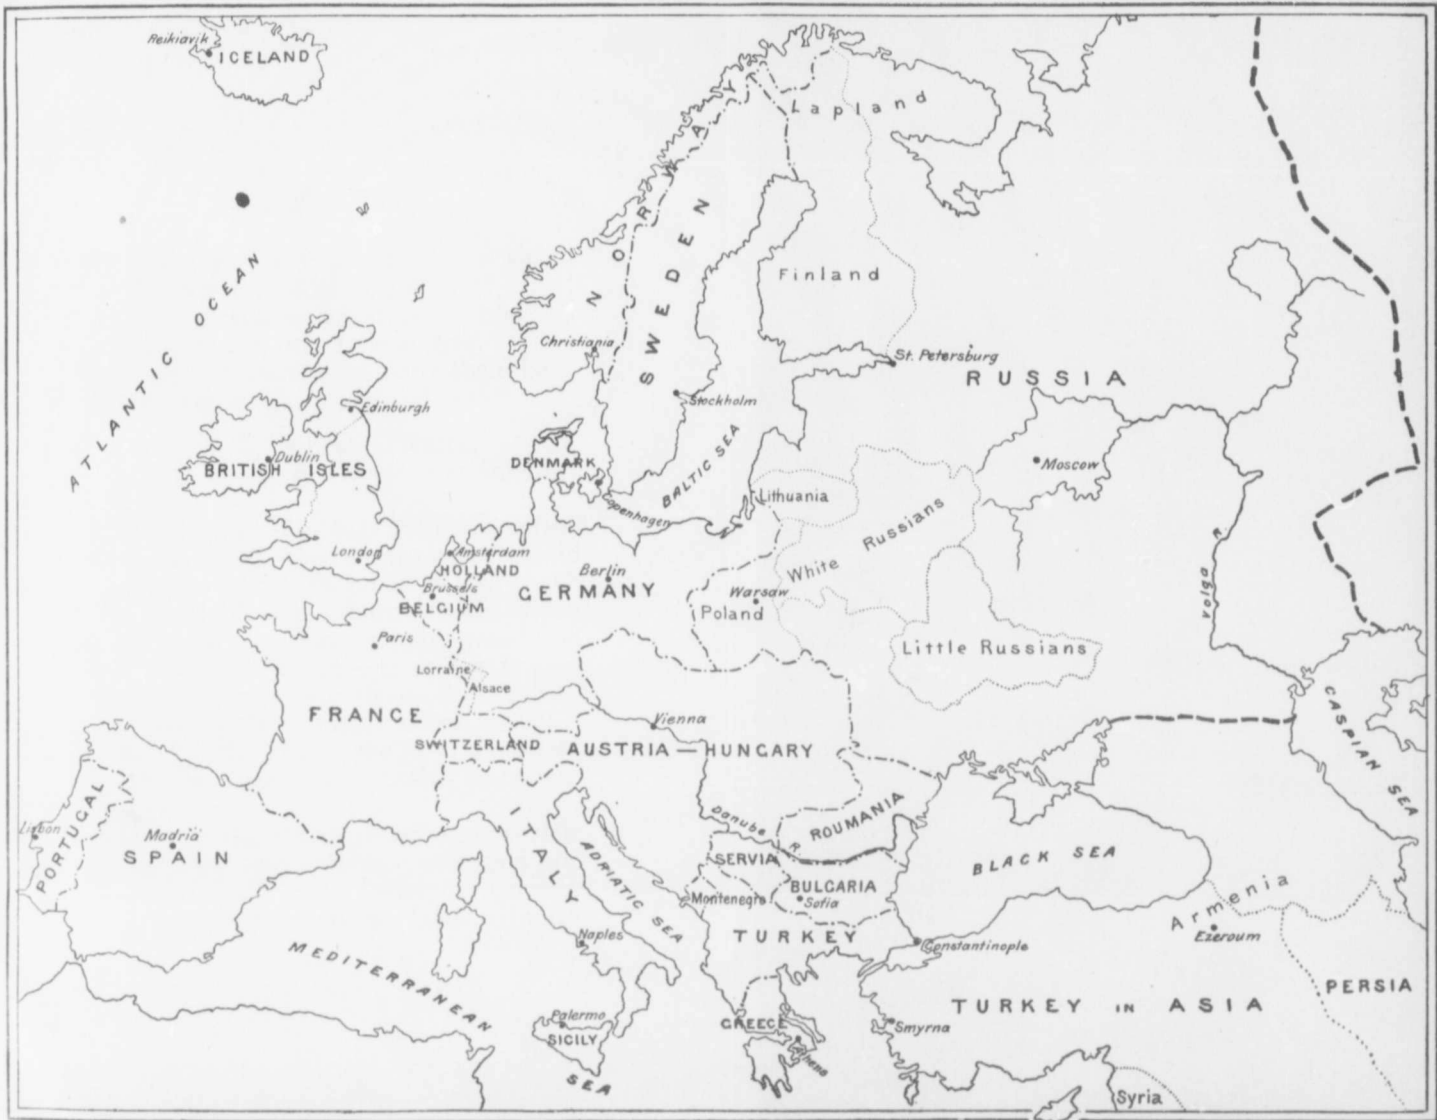 Reikiavik
ICELAND
Lapland
NORWAY
SWEDEN
ATLANTIC OCEAN
Finland
Christiania
St. Petersburg
RUSSIA
Stockholm
Edinburgh
BALTIC SEA
Dublin
BRITISH ISLES
DENMARK
Copenhagen
Moscow
Lithuania
White Russians
London
Amsterdam
HOLLAND
Berlin
GERMANY
Brussels
BELGIUM
Warsaw
Poland
Volga R.
Paris
Little Russians
Lorraine
Alsace
FRANCE
Vienna
SWITZERLAND
AUSTRIA — HUNGARY
CASPIAN SEA
PORTUGAL
Lisbon
Madrid
SPAIN
ITALY
ADRIATIC SEA
Danube R.
ROUMANIA
SERVIA
BLACK SEA
BULGARIA
Sofia
Montenegro
Armenia
Ezeroum
TURKEY
Constantinople
Naples
MEDITERRANEAN SEA
PERSIA
TURKEY IN ASIA
Palermo
SICILY
GREECE
Athens
Smyrna
Syria